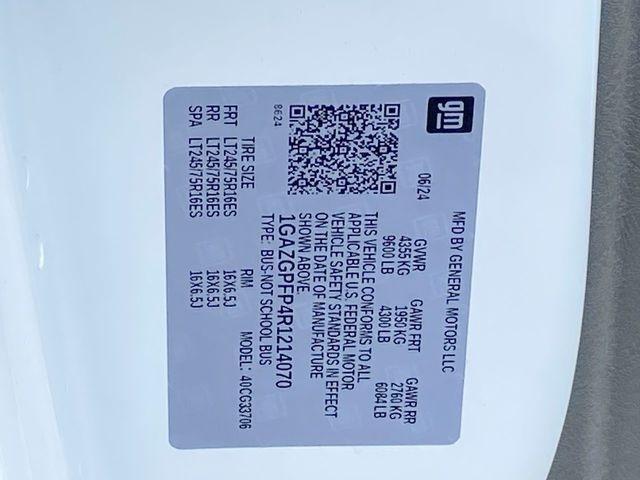 gm
MFD BY GENERAL MOTORS LLC
06/24 GVWR GAWR FRT GAWR RR
4355 KG 1950 KG 2760 KG
9600 LB 4300 LB 6084 LB
THIS VEHICLE CONFORMS TO ALL
APPLICABLE U.S. FEDERAL MOTOR
VEHICLE SAFETY STANDARDS IN EFFECT
ON THE DATE OF MANUFACTURE
SHOWN ABOVE.
1GAZGPFP4R1214070
8624 TYPE: BUS-NOT SCHOOL BUS
MODEL: 40CG33706
TIRE SIZE RIM
FRT LT245/75R16ES 16X6.5J
RR LT245/75R16ES 16X6.5J
SPA LT245/75R16ES 16X6.5J